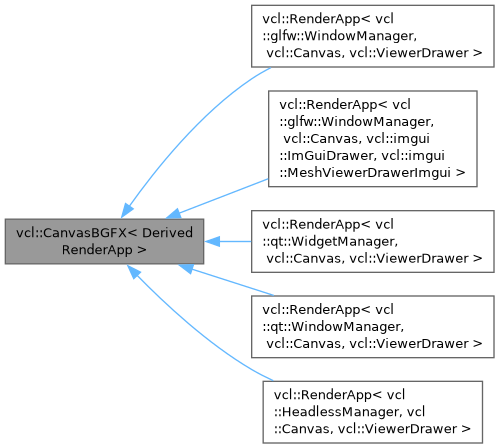 vcl::RenderApp< vcl
::glfw::WindowManager,
vcl::Canvas, vcl::ViewerDrawer >
vcl::RenderApp< vcl
::glfw::WindowManager,
vcl::Canvas, vcl::imgui
::ImGuiDrawer, vcl::imgui
::MeshViewerDrawerImgui >
vcl::CanvasBGFX< Derived
RenderApp >
vcl::RenderApp< vcl
::qt::WidgetManager,
vcl::Canvas, vcl::ViewerDrawer >
vcl::RenderApp< vcl
::qt::WindowManager,
vcl::Canvas, vcl::ViewerDrawer >
vcl::RenderApp< vcl
::HeadlessManager, vcl
::Canvas, vcl::ViewerDrawer >